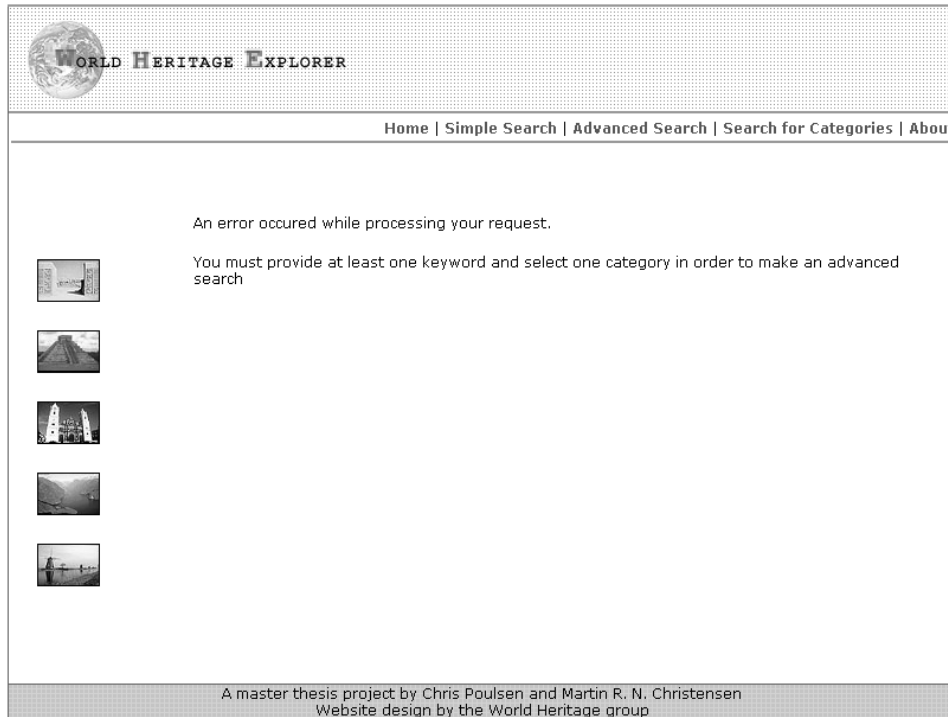 WORLD HERITAGE EXPLORER
Home | Simple Search | Advanced Search | Search for Categories | Abou
An error occured while processing your request.
You must provide at least one keyword and select one category in order to make an advanced
search
A master thesis project by Chris Poulsen and Martin R. N. Christensen
Website design by the World Heritage group